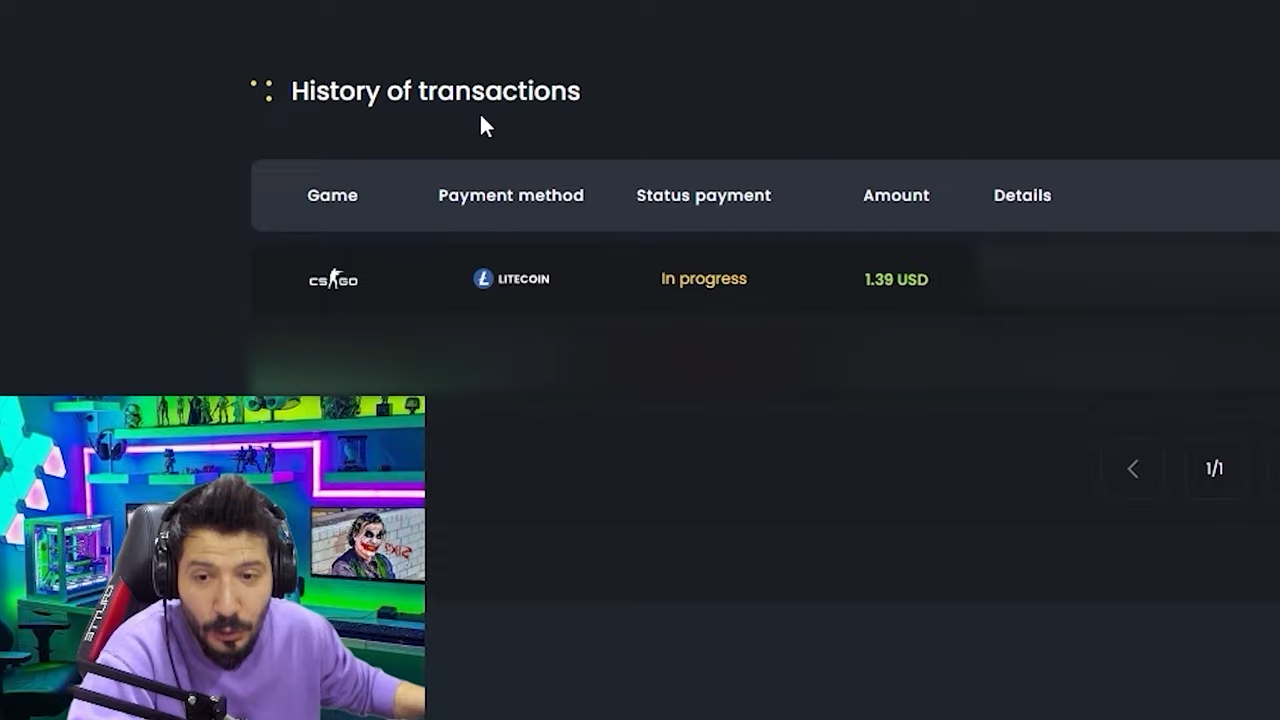 History of transactions
Game Payment method Status payment Amount Details
CS GO LITECOIN In progress 1.39 USD
1/1